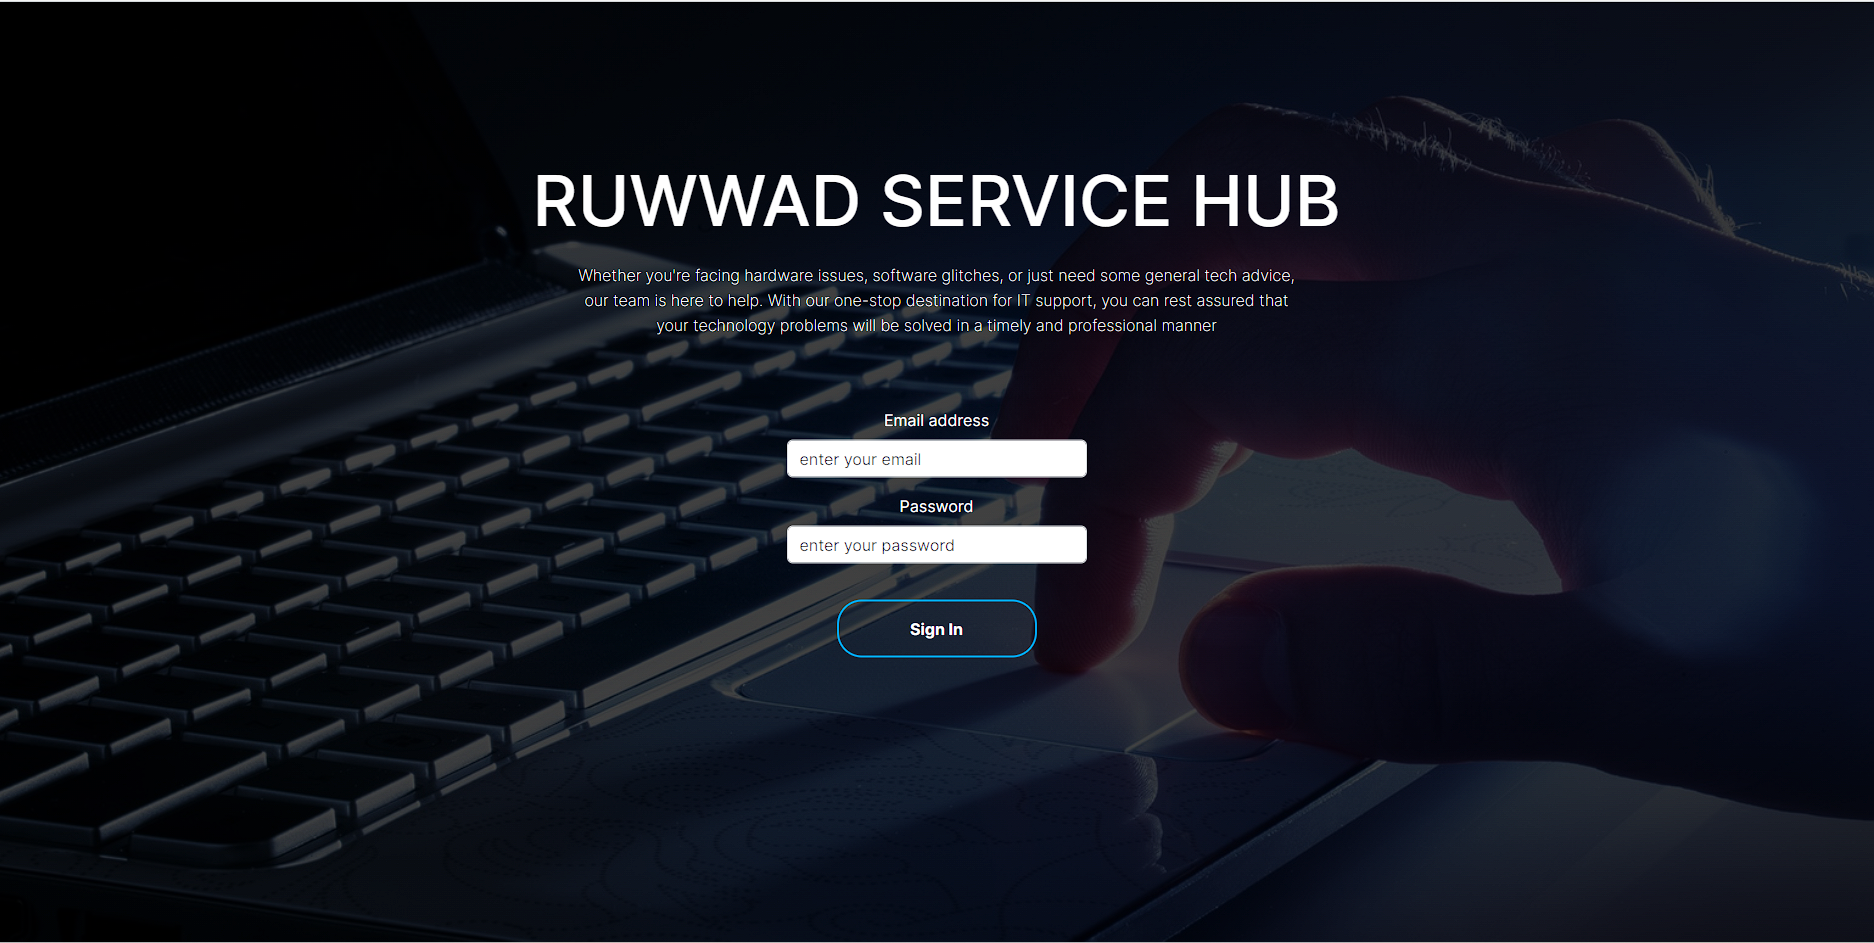 RUWWAD SERVICE HUB
Whether you're facing hardware issues, software glitches, or just need some general tech advice,
our team is here to help. With our one-stop destination for IT support, you can rest assured that
your technology problems will be solved in a timely and professional manner
Email address
enter your email
Password
enter your password
Sign In